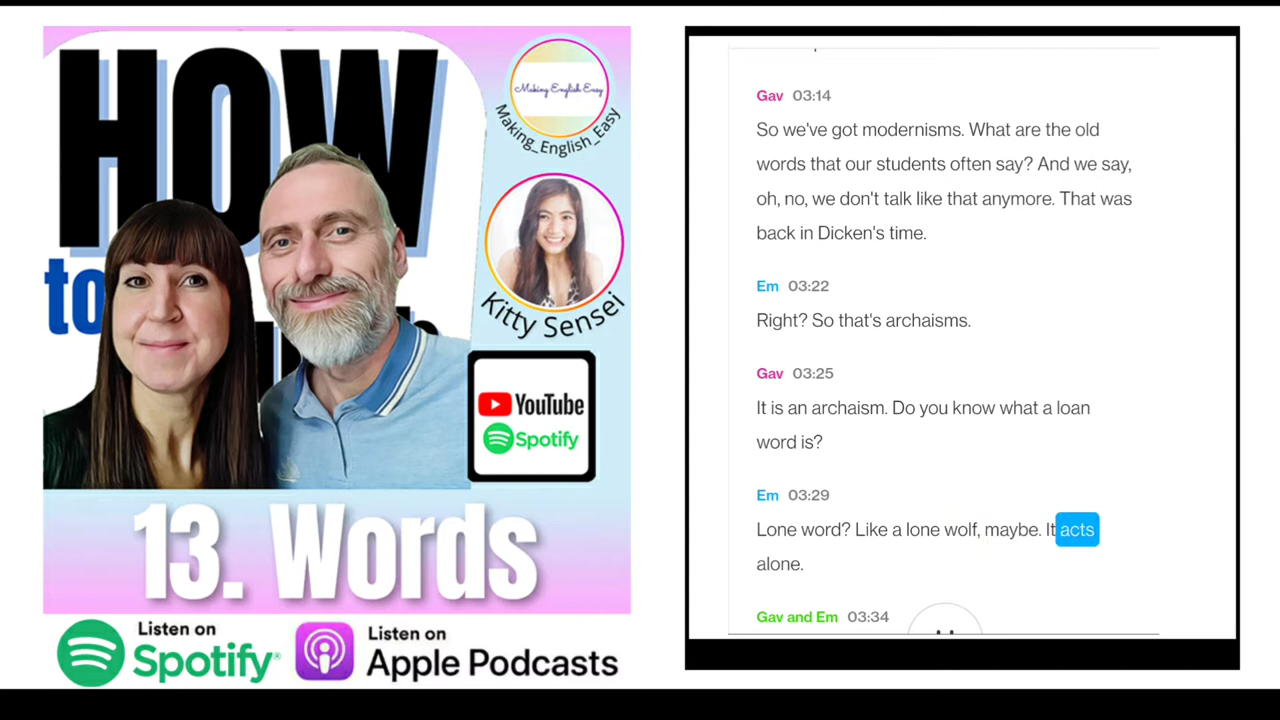 HOW
to
Making English Easy
Making_English_Easy
Kitty Sensei
YouTube
Spotify
13. Words
Listen on
Spotify
Listen on
Apple Podcasts
Gav 03:14
So we've got modernisms. What are the old
words that our students often say? And we say,
oh, no, we don't talk like that anymore. That was
back in Dicken's time.
Em 03:22
Right? So that's archaisms.
Gav 03:25
It is an archaism. Do you know what a loan
word is?
Em 03:29
Lone word? Like a lone wolf, maybe. It acts
alone.
Gav and Em 03:34